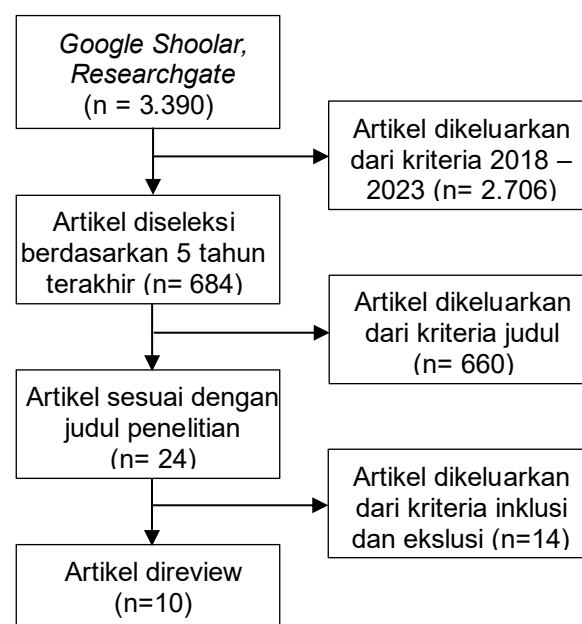 Google Shoolar,
Researchgate
(n = 3.390)
Artikel dikeluarkan
dari kriteria 2018 –
2023 (n= 2.706)
Artikel diseleksi
berdasarkan 5 tahun
terakhir (n= 684)
Artikel dikeluarkan
dari kriteria judul
(n= 660)
Artikel sesuai dengan
judul penelitian
(n= 24)
Artikel dikeluarkan
dari kriteria inklusi
dan ekslusi (n=14)
Artikel direview
(n=10)